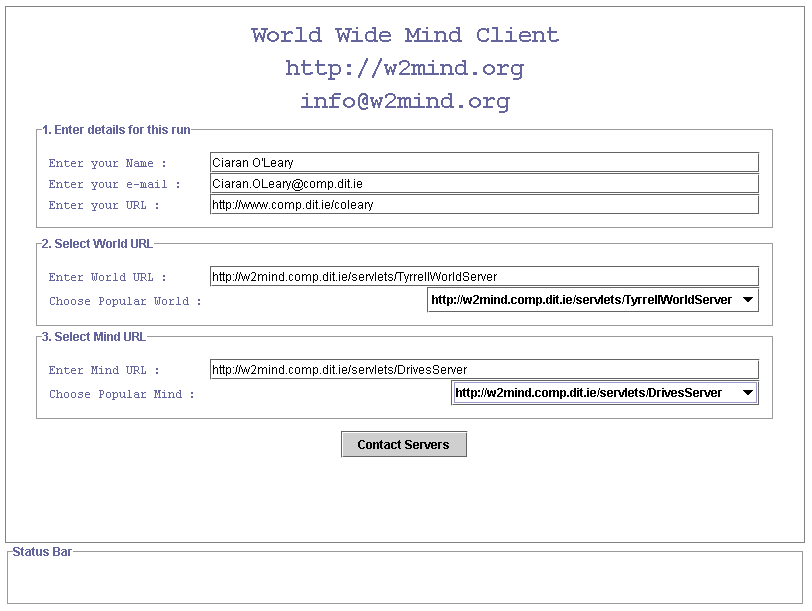 World Wide Mind Client
http://w2mind.org
info@w2mind.org
1. Enter details for this run
Enter your Name : Ciaran O'Leary
Enter your e-mail : Ciaran.OLeary@comp.dit.ie
Enter your URL : http://www.comp.dit.ie/coleary
2. Select World URL
Enter World URL : http://w2mind.comp.dit.ie/servlets/TyrrellWorldServer
Choose Popular World : http://w2mind.comp.dit.ie/servlets/TyrrellWorldServer
3. Select Mind URL
Enter Mind URL : http://w2mind.comp.dit.ie/servlets/DrivesServer
Choose Popular Mind : http://w2mind.comp.dit.ie/servlets/DrivesServer
Contact Servers
Status Bar